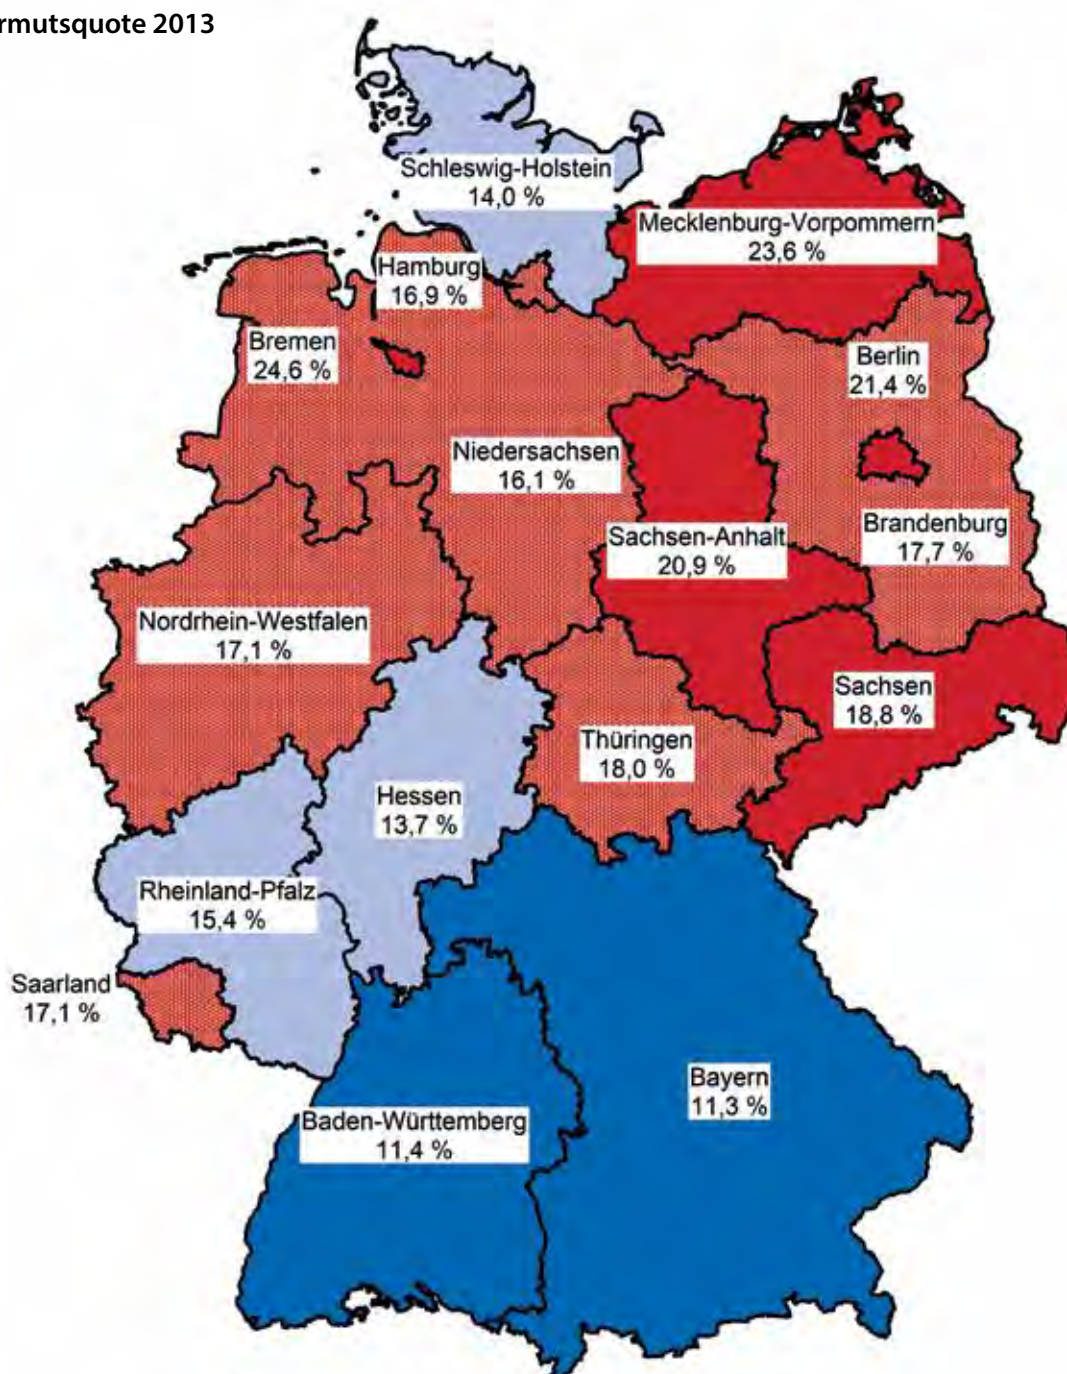 rmutsquote 2013
Schleswig-Holstein
14,0 %
Mecklenburg-Vorpommern
23,6 %
Hamburg
16,9 %
Bremen
24,6 %
Berlin
21,4 %
Niedersachsen
16,1 %
Brandenburg
17,7 %
Sachsen-Anhalt
20,9 %
Nordrhein-Westfalen
17,1 %
Sachsen
18,8 %
Thüringen
18,0 %
Hessen
13,7 %
Rheinland-Pfalz
15,4 %
Saarland
17,1 %
Bayern
11,3 %
Baden-Württemberg
11,4 %